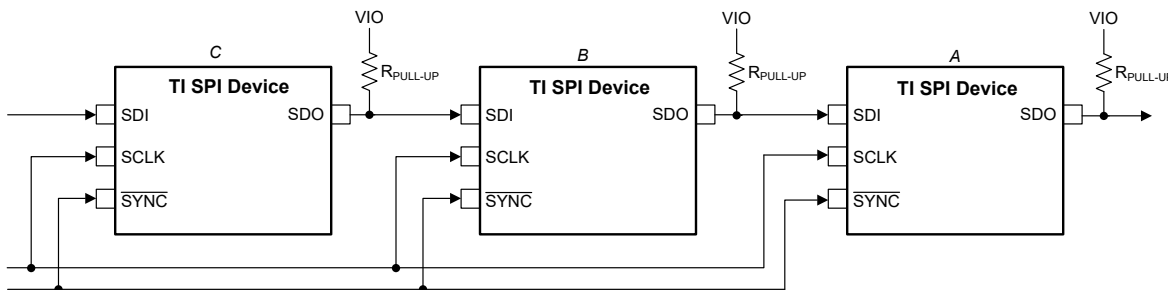 VIO
VIO
VIO
C
B
A
TI SPI Device
RPULL-UP
TI SPI Device
RPULL-UP
TI SPI Device
RPULL-UP
SDI
SDO
SDI
SDO
SDI
SDO
SCLK
SCLK
SCLK
SYNC
SYNC
SYNC